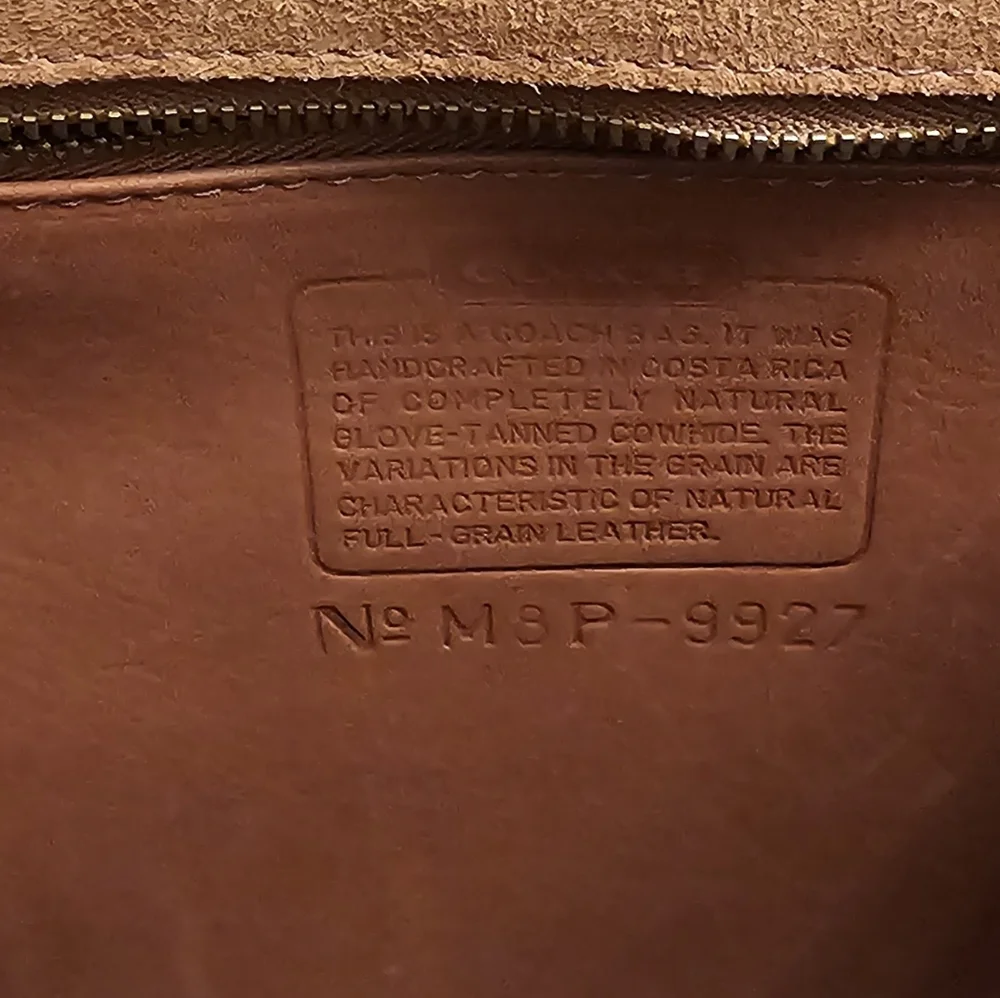 COACH
THIS IS A COACH BAG. IT WAS
HANDCRAFTED IN COSTA RICA
OF COMPLETELY NATURAL
GLOVE-TANNED COWHIDE. THE
VARIATIONS IN THE GRAIN ARE
CHARACTERISTIC OF NATURAL
FULL-GRAIN LEATHER.
Nº M8P-9927